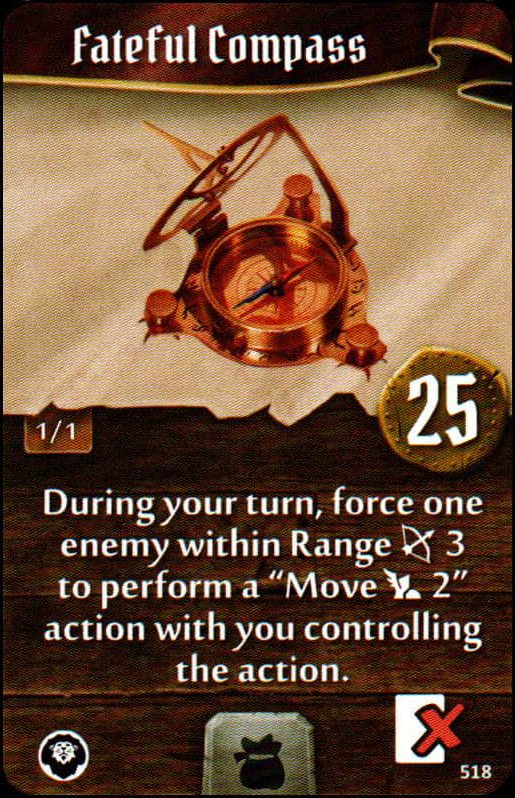 Fateful Compass
25
1/1
During your turn, force one
enemy within Range 3
to perform a “Move 2”
action with you controlling
the action.
518